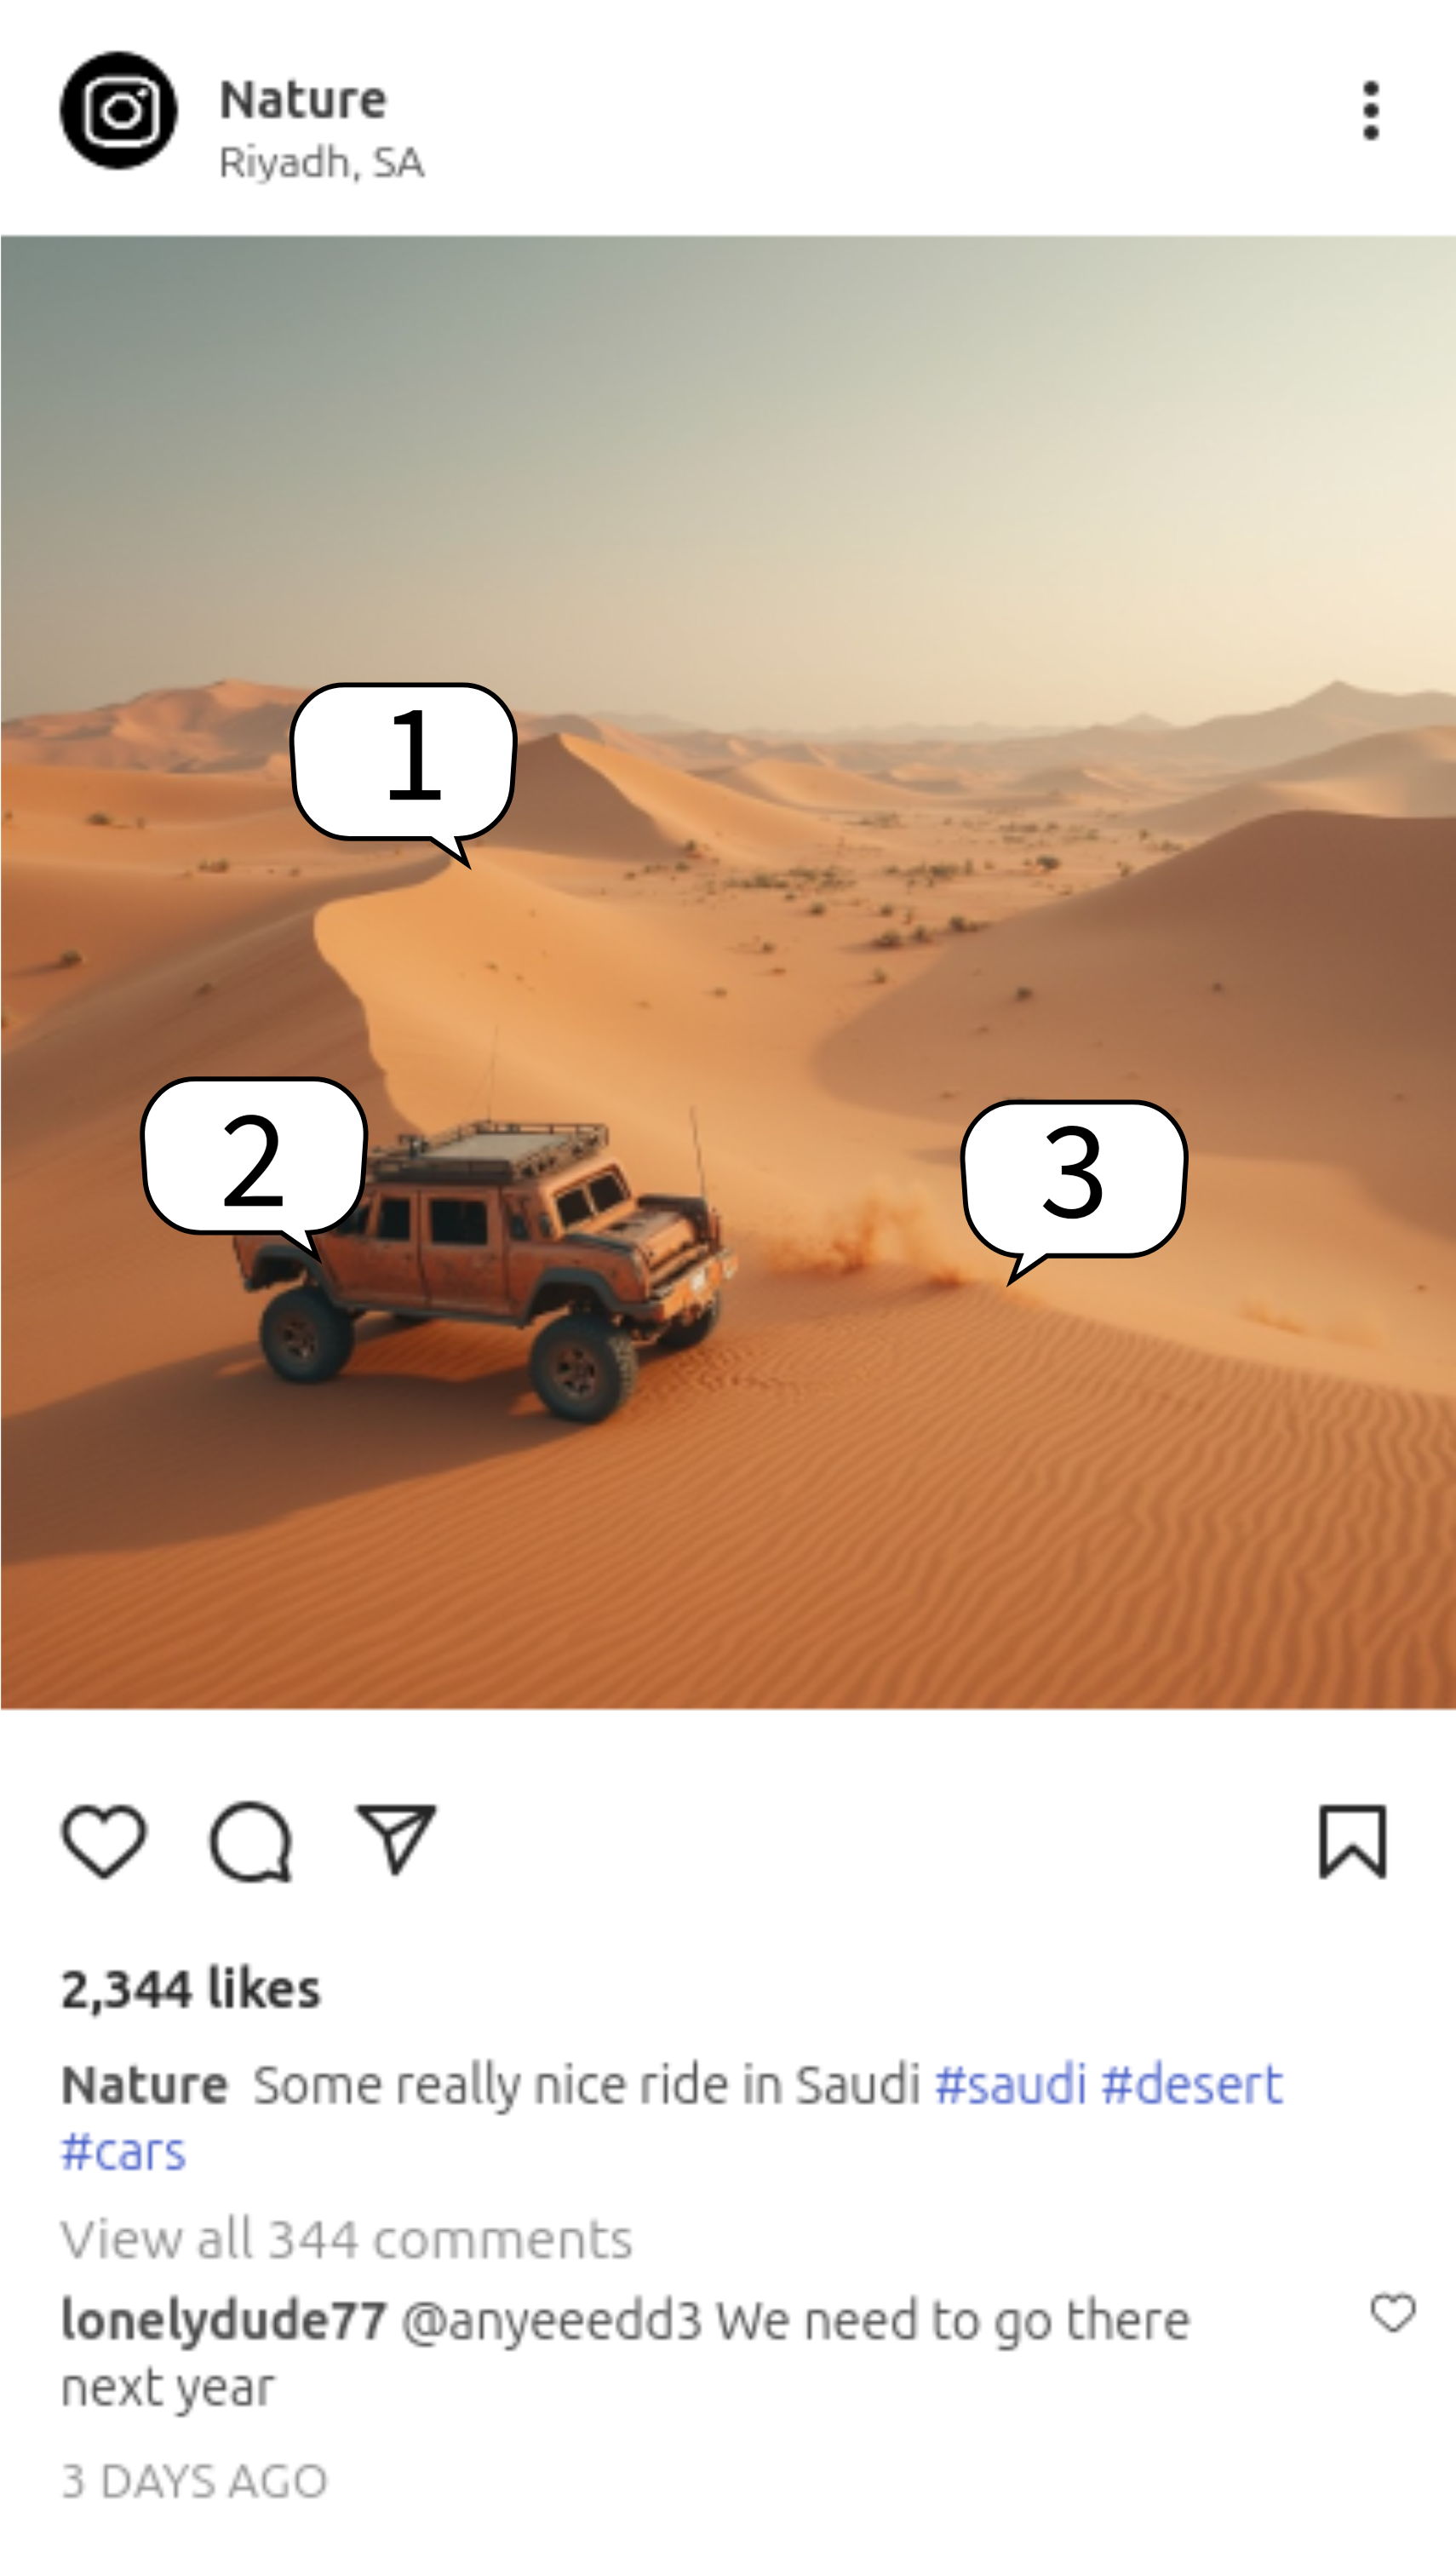 Nature
Riyadh, SA
1
2
3
2,344 likes
Nature Some really nice ride in Saudi #saudi #desert
#cars
View all 344 comments
lonelydude77 @anyeeedd3 We need to go there
next year
3 DAYS AGO